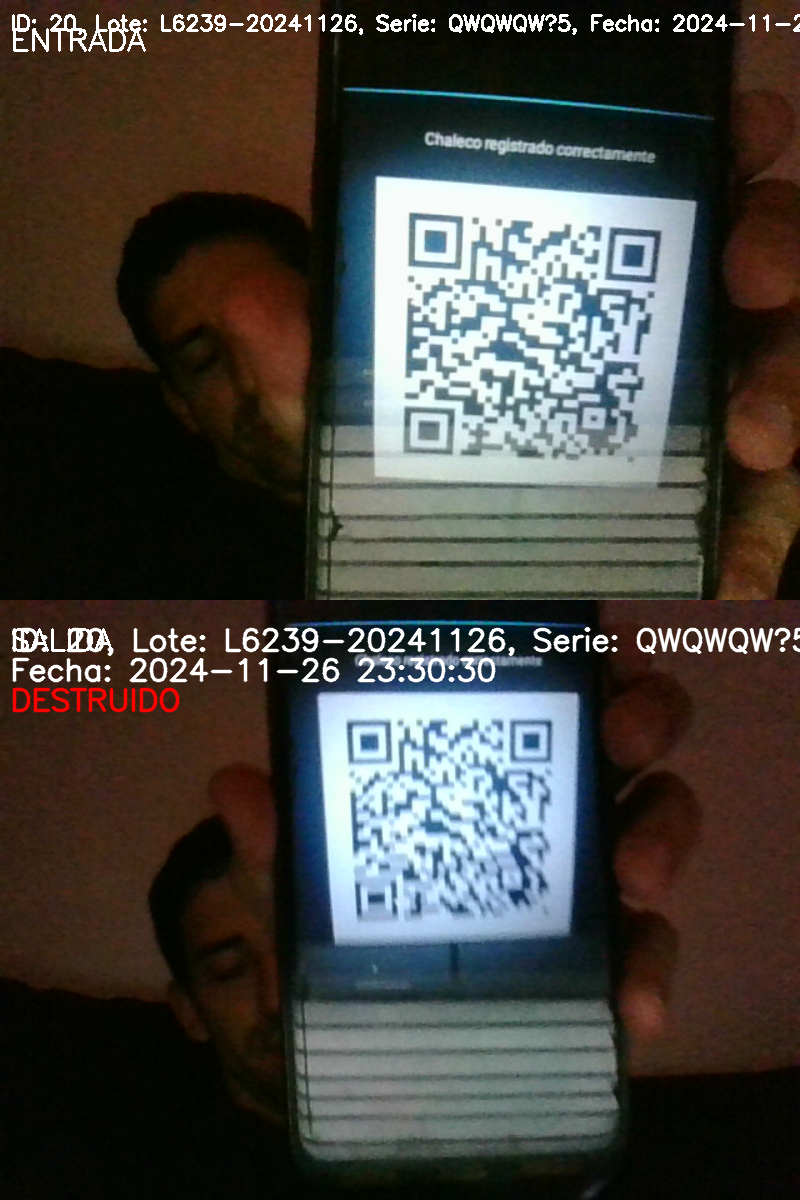 ID: 20, Lote: L6239-20241126, Serie: QWQWQW?5, Fecha: 2024-11-2
ENTRADA
Chaleco registrado correctamente
ID: 20, Lote: L6239-20241126, Serie: QWQWQW?5
SALIDA
Fecha: 2024-11-26 23:30:30
DESTRUIDO